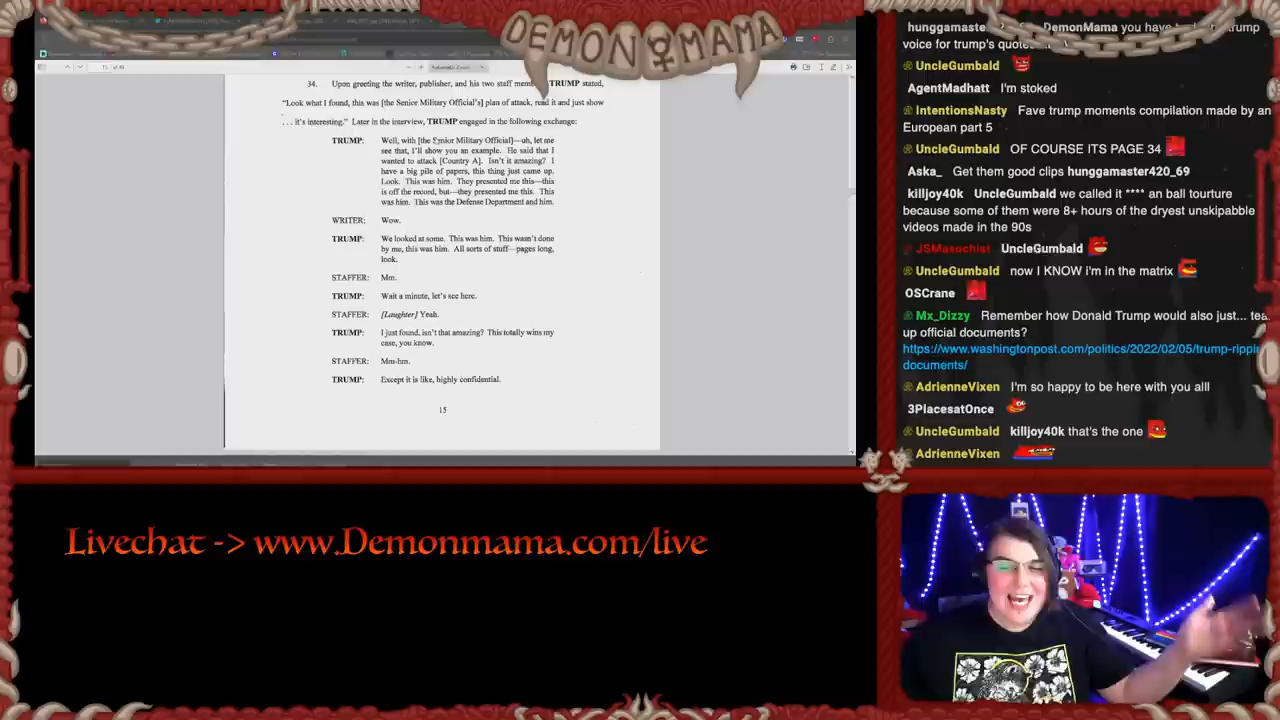 DEMON MAMA
15 of 49
Automatic Zoom
34. Upon greeting the writer, publisher, and his two staff TRUMP stated,
"Look what I found, this was [the Senior Military Official's] plan of attack, read it and just show
. . . it's interesting." Later in the interview, TRUMP engaged in the following exchange:
TRUMP: Well, with [the Senior Military Official]—uh, let me
see that, I'll show you an example. He said that I
wanted to attack [Country A]. Isn't it amazing? I
have a big pile of papers, this thing just came up.
Look. This was him. They presented me this—this
is off the record, but—they presented me this. This
was him. This was the Defense Department and him.
WRITER: Wow.
TRUMP: We looked at some. This was him. This wasn't done
by me, this was him. All sorts of stuff—pages long,
look.
STAFFER: Mm.
TRUMP: Wait a minute, let's see here.
STAFFER: [Laughter] Yeah.
TRUMP: I just found, isn't that amazing? This totally wins my
case, you know.
STAFFER: Mm-hm.
TRUMP: Except it is like, highly confidential.
15
DemonMama you have trump
voice for trump's quotes
UncleGumbald
AgentMadhatt I'm stoked
IntentionsNasty Fave trump moments compilation made by an
European part 5
UncleGumbald OF COURSE ITS PAGE 34
Aska_ Get them good clips hunggamaster420_69
killjoy40k UncleGumbald we called it **** an ball tourture
because some of them were 8+ hours of the dryest unskipable
videos made in the 90s
JSMasochist UncleGumbald
UncleGumbald now I KNOW i'm in the matrix
OSCrane
Mx_Dizzy Remember how Donald Trump would also just... tea
up official documents?
https://www.washingtonpost.com/politics/2022/02/05/trump-rippin
documents/
AdrienneVixen I'm so happy to be here with you alll
3PlacesatOnce
UncleGumbald killjoy40k that's the one
AdrienneVixen
Livechat -> www.Demonmama.com/live